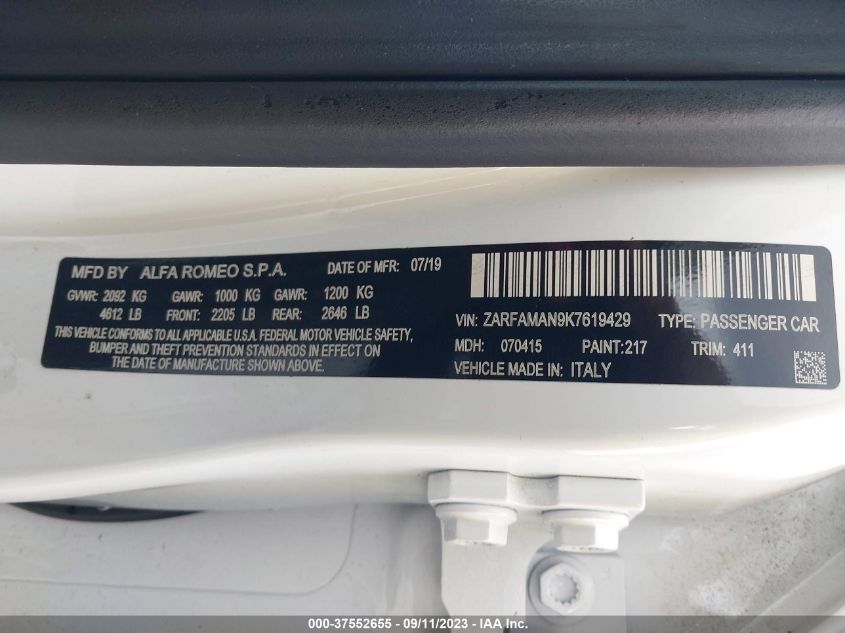 MFD BY ALFA ROMEO S.P.A. DATE OF MFR: 07/19
GVWR: 2092 KG GAWR: 1000 KG GAWR: 1200 KG
4612 LB FRONT: 2205 LB REAR: 2646 LB
THIS VEHICLE CONFORMS TO ALL APPLICABLE U.S.A. FEDERAL MOTOR VEHICLE SAFETY,
BUMPER, AND THEFT PREVENTION STANDARDS IN EFFECT ON
THE DATE OF MANUFACTURE SHOWN ABOVE.
VIN: ZARFAMAN9K7619429 TYPE: PASSENGER CAR
MDH: 070415 PAINT:217 TRIM: 411
VEHICLE MADE IN: ITALY
000-37552655 - 09/11/2023 - IAAI Inc.